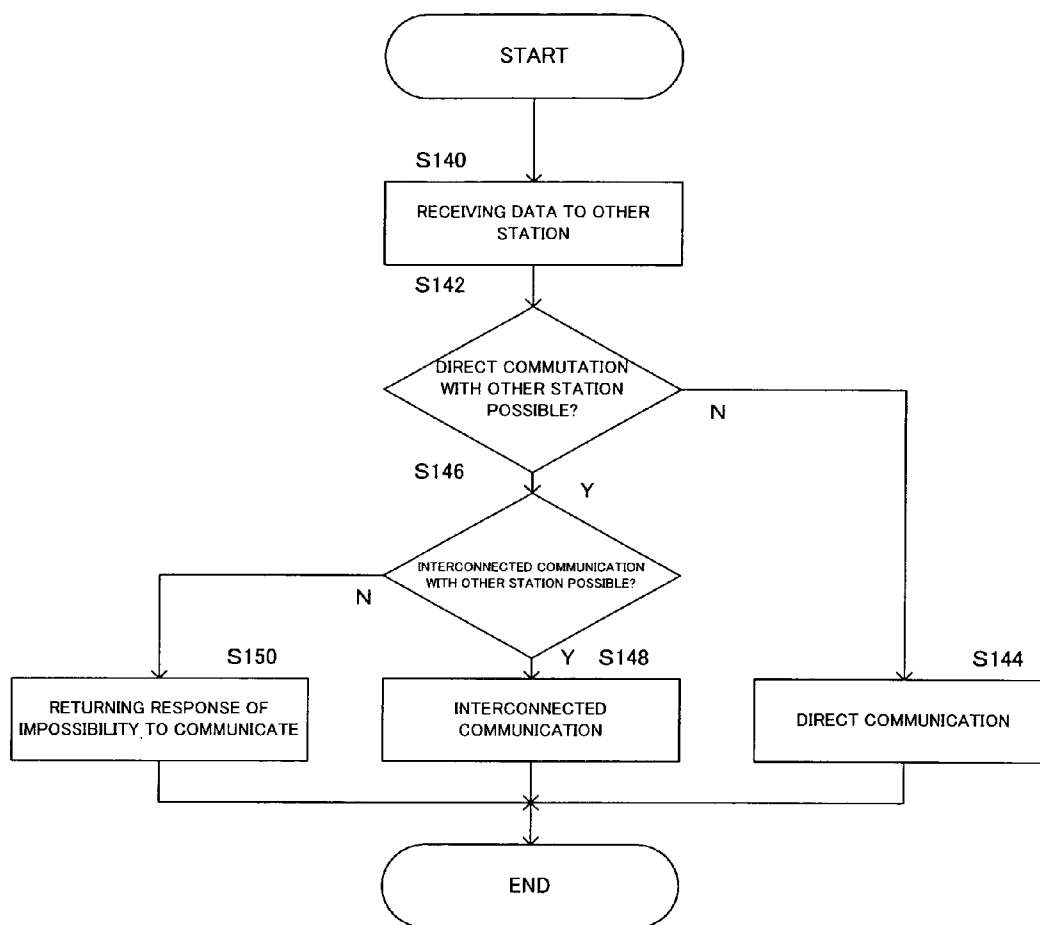 START
S140
RECEIVING DATA TO OTHER
STATION
S142
DIRECT COMMUTATION
WITH OTHER STATION
POSSIBLE?
N
S146
Y
INTERCONNECTED COMMUNICATION
WITH OTHER STATION POSSIBLE?
N
Y
S150
S148
S144
RETURNING RESPONSE OF
IMPOSSIBILITY TO COMMUNICATE
INTERCONNECTED
COMMUNICATION
DIRECT COMMUNICATION
END